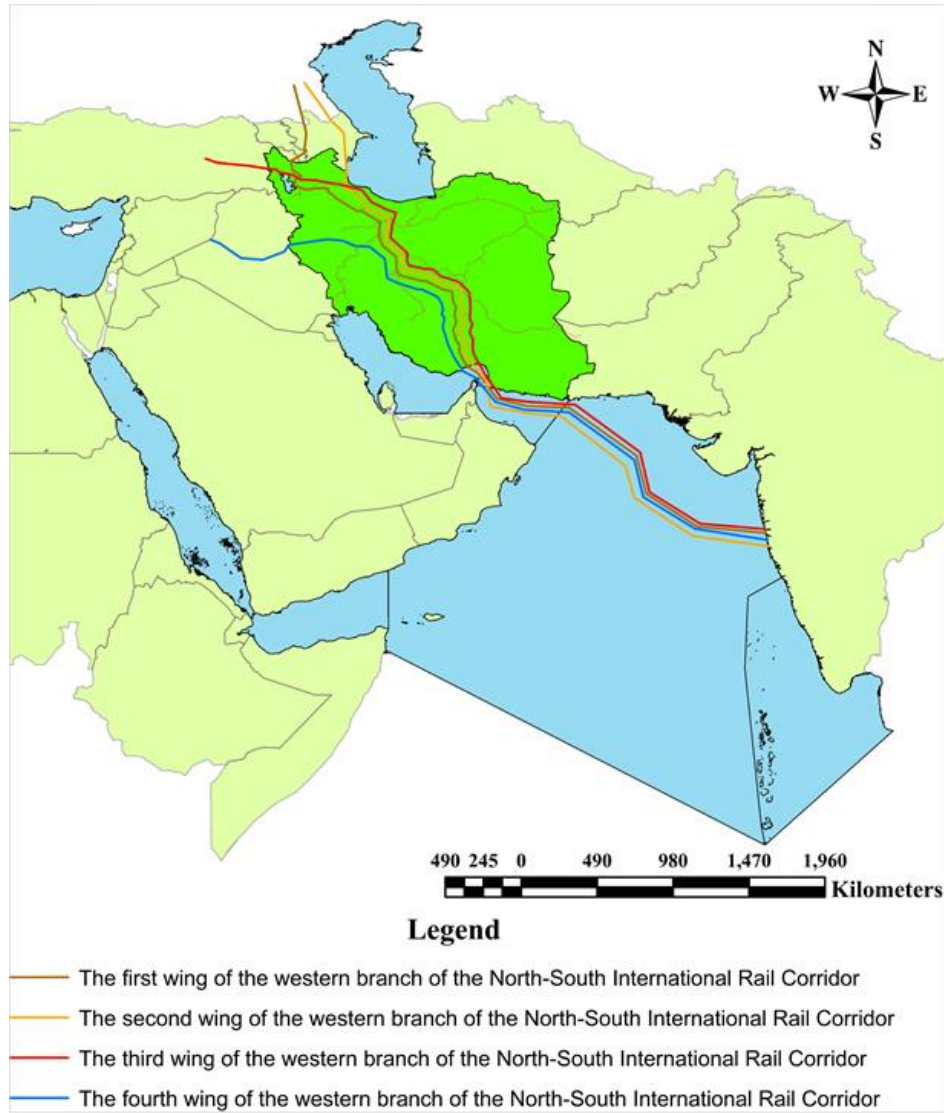 N
W E
S
490 245 0 490 980 1,470 1,960
Kilometers
Legend
The first wing of the western branch of the North-South International Rail Corridor
The second wing of the western branch of the North-South International Rail Corridor
The third wing of the western branch of the North-South International Rail Corridor
The fourth wing of the western branch of the North-South International Rail Corridor